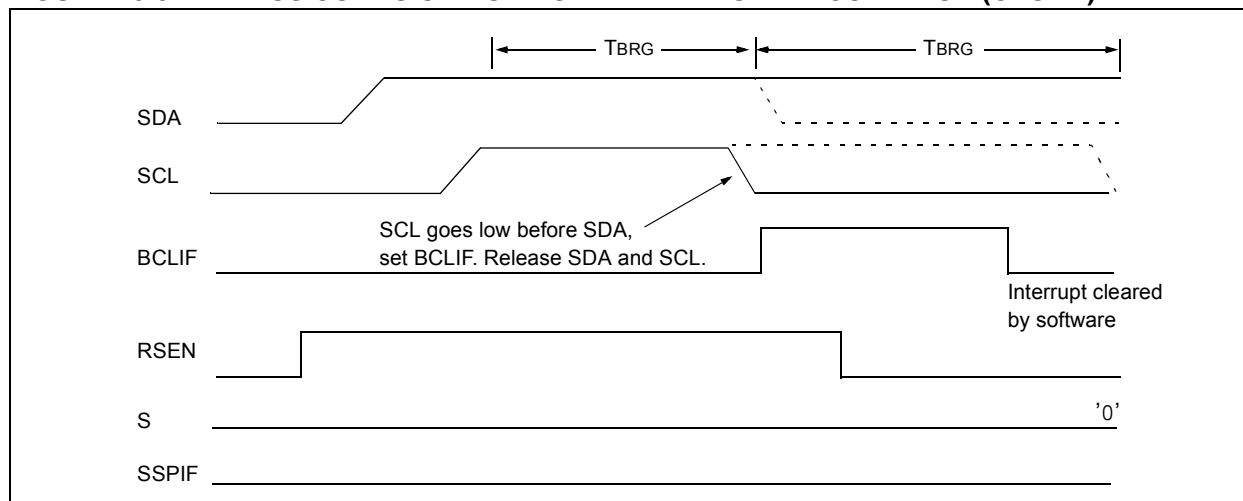 TBRG
TBRG
SDA
SCL
SCL goes low before SDA,
set BCLIF. Release SDA and SCL.
BCLIF
Interrupt cleared
by software
RSEN
S
'0'
SSPIF